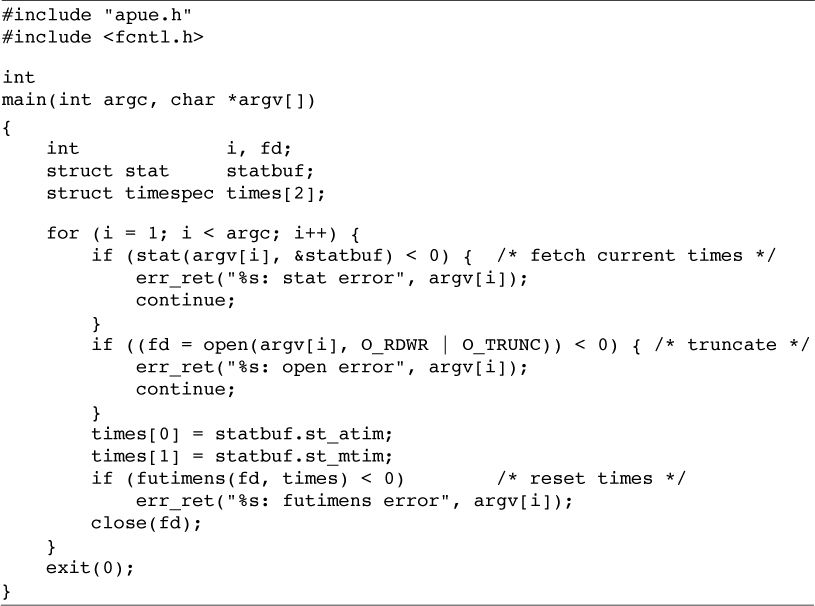 #include "apue.h"
#include <fcntl.h>

int
main(int argc, char *argv[])
{
    int             i, fd;
    struct stat     statbuf;
    struct timespec times[2];

    for (i = 1; i < argc; i++) {
        if (stat(argv[i], &statbuf) < 0) {  /* fetch current times */
            err_ret("%s: stat error", argv[i]);
            continue;
        }
        if ((fd = open(argv[i], O_RDWR | O_TRUNC)) < 0) { /* truncate */
            err_ret("%s: open error", argv[i]);
            continue;
        }
        times[0] = statbuf.st_atim;
        times[1] = statbuf.st_mtim;
        if (futimens(fd, times) < 0)        /* reset times */
            err_ret("%s: futimens error", argv[i]);
        close(fd);
    }
    exit(0);
}